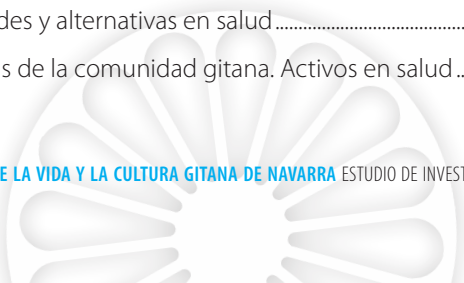 des y alternativas en salud
s de la comunidad gitana. Activos en salud
E LA VIDA Y LA CULTURA GITANA DE NAVARRA ESTUDIO DE INVEST